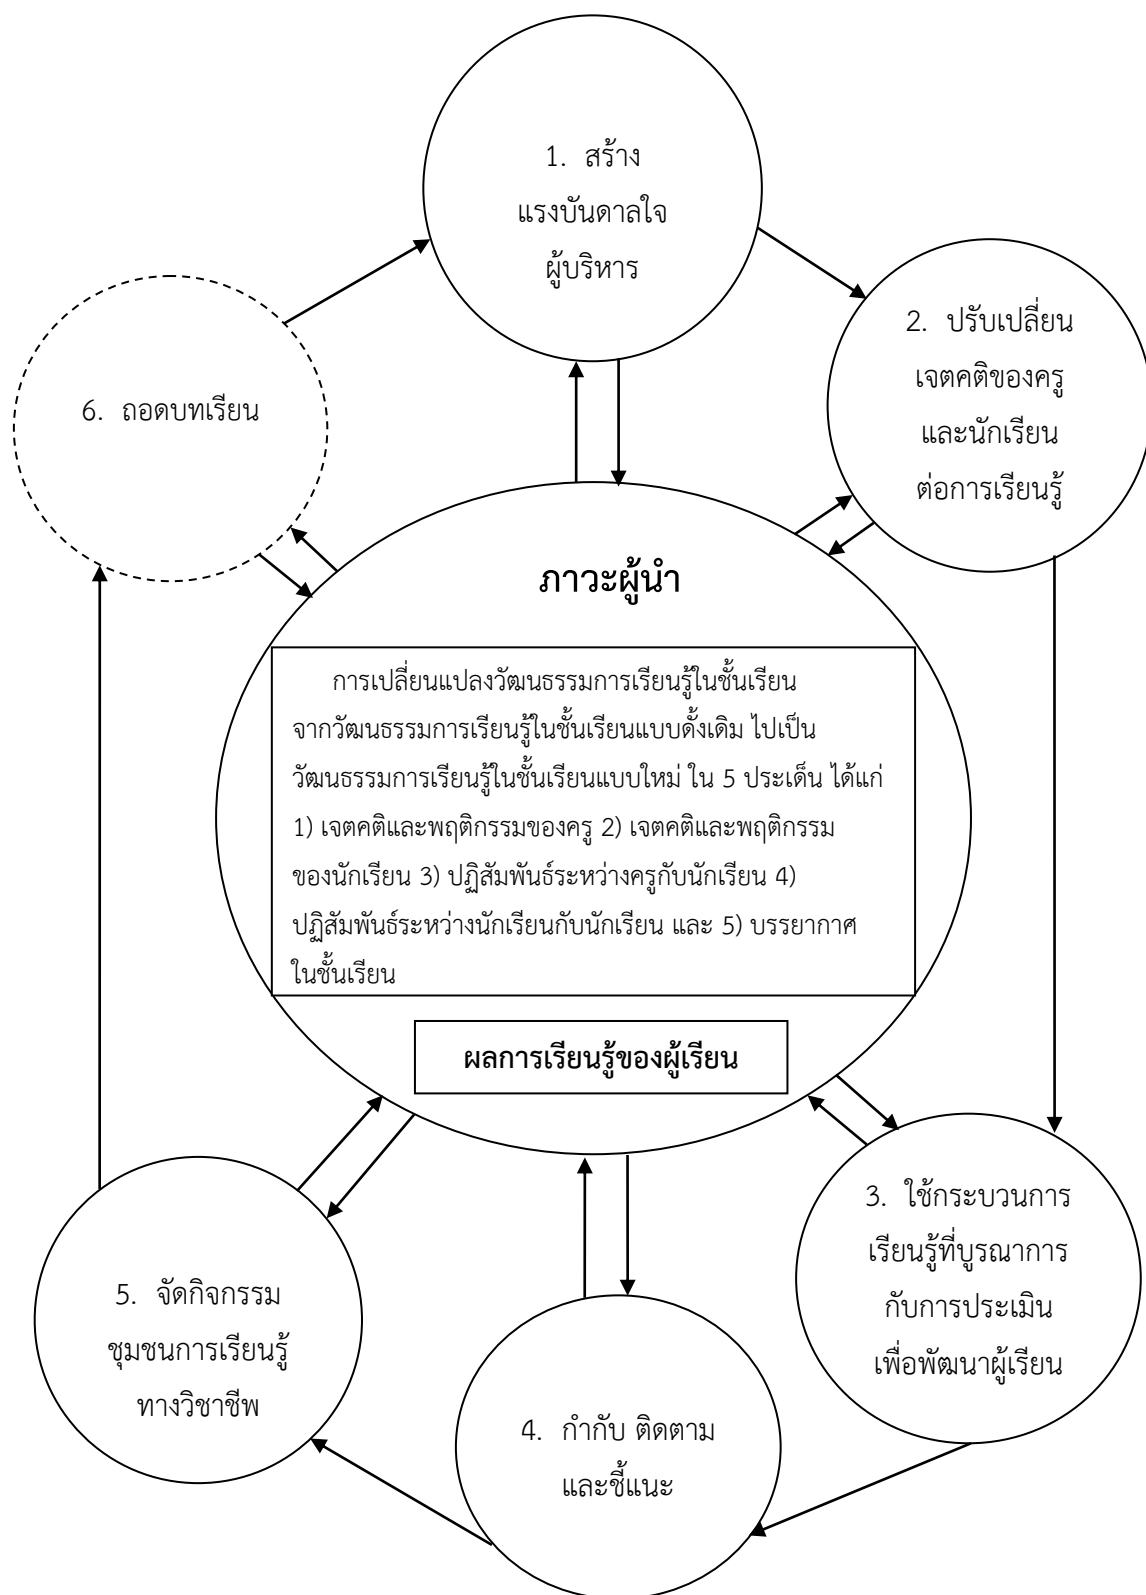 1. สร้าง
แรงบันดาลใจ
ผู้บริหาร
2. ปรับเปลี่ยน
เจตคติของครู
และนักเรียน
ต่อการเรียนรู้
6. ถอดบทเรียน
ภาวะผู้นำ
การเปลี่ยนแปลงวัฒนธรรมการเรียนรู้ในชั้นเรียน
จากวัฒนธรรมการเรียนรู้ในชั้นเรียนแบบดั้งเดิม ไปเป็น
วัฒนธรรมการเรียนรู้ในชั้นเรียนแบบใหม่ ใน 5 ประเด็น ได้แก่
1) เจตคติและพฤติกรรมของครู 2) เจตคติและพฤติกรรม
ของนักเรียน 3) ปฏิสัมพันธ์ระหว่างครูกับนักเรียน 4)
ปฏิสัมพันธ์ระหว่างนักเรียนกับนักเรียน และ 5) บรรยากาศ
ในชั้นเรียน
ผลการเรียนรู้ของผู้เรียน
3. ใช้กระบวนการ
เรียนรู้ที่บูรณาการ
กับการประเมิน
เพื่อพัฒนาผู้เรียน
5. จัดกิจกรรม
ชุมชนการเรียนรู้
ทางวิชาชีพ
4. กำกับ ติดตาม
และชี้แนะ